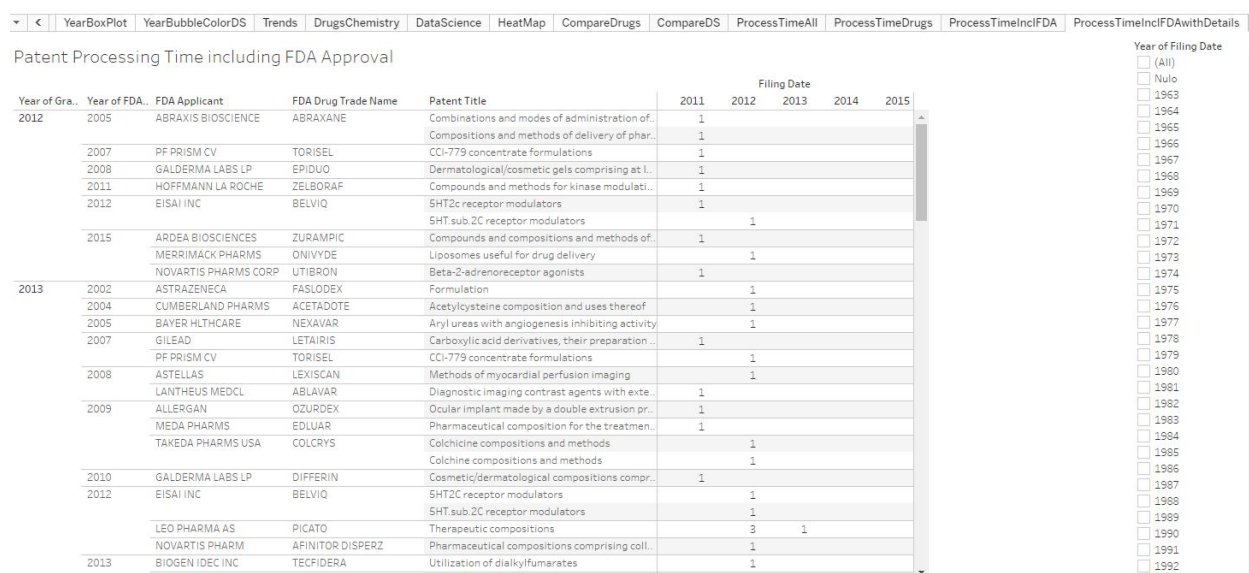 YearBoxPlot YearBubbleColorDS Trends DrugsChemistry DataScience HeatMap CompareDrugs CompareDS ProcessTimeAll ProcessTimeDrugs ProcessTimeInclFDA ProcessTimeInclFDAwithDetails
Patent Processing Time including FDA Approval
Filing Date
Year of Gra.. Year of FDA.. FDA Applicant FDA Drug Trade Name Patent Title 2011 2012 2013 2014 2015
2012 2005 ABRAXIS BIOSCIENCE ABRAXANE Combinations and modes of administration of.. 1
Compositions and methods of delivery of phar.. 1
2007 PF PRISM CV TORISEL CCI-779 concentrate formulations 1
2008 GALDERMA LABS LP EPIDUO Dermatological/cosmetic gels comprising at l.. 1
2011 HOFFMANN LA ROCHE ZELBORAF Compounds and methods for kinase modulati.. 1
2012 EISAI INC BELVIQ 5HT2c receptor modulators 1
5HT.sub.2C receptor modulators 1
2015 ARDEA BIOSCIENCES ZURAMPIC Compounds and compositions and methods of.. 1
MERRIMACK PHARMS ONIVYDE Liposomes useful for drug delivery 1
NOVARTIS PHARMS CORP UTIBRON Beta-2-adrenoreceptor agonists 1
2013 2002 ASTRAZENECA FASLODEX Formulation 1
2004 CUMBERLAND PHARMS ACETADOTE Acetylcysteine composition and uses thereof 1
2005 BAYER HLTHCARE NEXAVAR Aryl ureas with angiogenesis inhibiting activity 1
2007 GILEAD LETAIRIS Carboxylic acid derivatives, their preparation .. 1
PF PRISM CV TORISEL CCI-779 concentrate formulations 1
2008 ASTELLAS LEXISCAN Methods of myocardial perfusion imaging 1
LANTHEUS MEDCL ABLAVAR Diagnostic imaging contrast agents with exte.. 1
2009 ALLERGAN OZURDEX Ocular implant made by a double extrusion pr.. 1
MEDA PHARMS EDLUAR Pharmaceutical composition for the treatmen.. 1
TAKEDA PHARMS USA COLCRYS Colchicine compositions and methods 1
Colchine compositions and methods 1
2010 GALDERMA LABS LP DIFFERIN Cosmetic/dermatological compositions compr.. 1
2012 EISAI INC BELVIQ 5HT2C receptor modulators 1
5HT.sub.2C receptor modulators 1
LEO PHARMA AS PICATO Therapeutic compositions 3 1
NOVARTIS PHARM AFINITOR DISPERZ Pharmaceutical compositions comprising coll.. 1
2013 BIOGEN IDEC INC TECFIDERA Utilization of dialkylfumarates 1
Year of Filing Date
(All)
Nulo
1963
1964
1965
1966
1967
1968
1969
1970
1971
1972
1973
1974
1975
1976
1977
1978
1979
1980
1981
1982
1983
1984
1985
1986
1987
1988
1989
1990
1991
1992